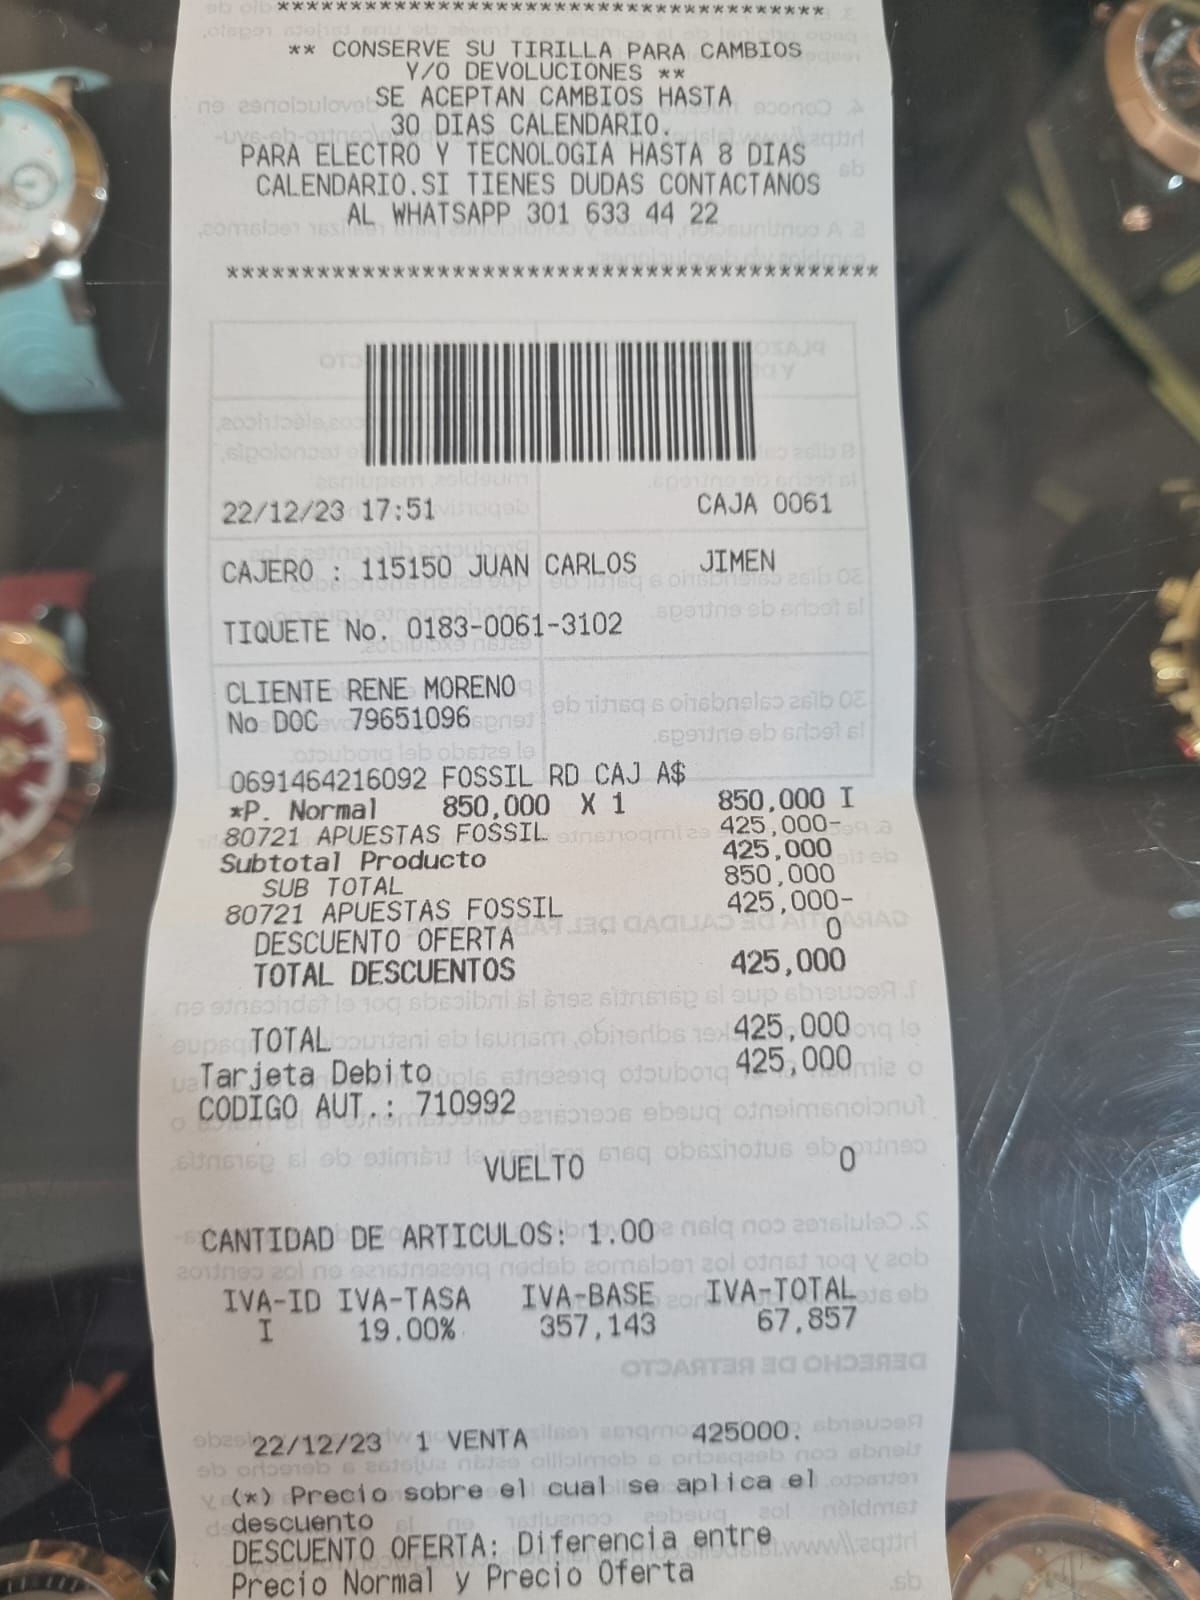 ************************************
** CONSERVE SU TIRILLA PARA CAMBIOS
Y/O DEVOLUCIONES **
SE ACEPTAN CAMBIOS HASTA
30 DIAS CALENDARIO.
PARA ELECTRO Y TECNOLOGIA HASTA 8 DIAS
CALENDARIO.SI TIENES DUDAS CONTACTANOS
AL WHATSAPP 301 633 44 22
*******************************************
22/12/23 17:51 CAJA 0061
CAJERO : 115150 JUAN CARLOS JIMEN
TIQUETE No. 0183-0061-3102
CLIENTE RENE MORENO
No DOC 79651096
0691464216092 FOSSIL RD CAJ A$
*P. Normal 850,000 X 1 850,000 I
80721 APUESTAS FOSSIL 425,000-
Subtotal Producto 425,000
SUB TOTAL 850,000
80721 APUESTAS FOSSIL 425,000-
DESCUENTO OFERTA 0
TOTAL DESCUENTOS 425,000
TOTAL 425,000
Tarjeta Debito 425,000
CODIGO AUT.: 710992
VUELTO 0
CANTIDAD DE ARTICULOS: 1.00
IVA-ID IVA-TASA IVA-BASE IVA-TOTAL
I 19.00% 357,143 67,857
22/12/23 1 VENTA 425000.
(*) Precio sobre el cual se aplica el
descuento
DESCUENTO OFERTA: Diferencia entre
Precio Normal y Precio Oferta